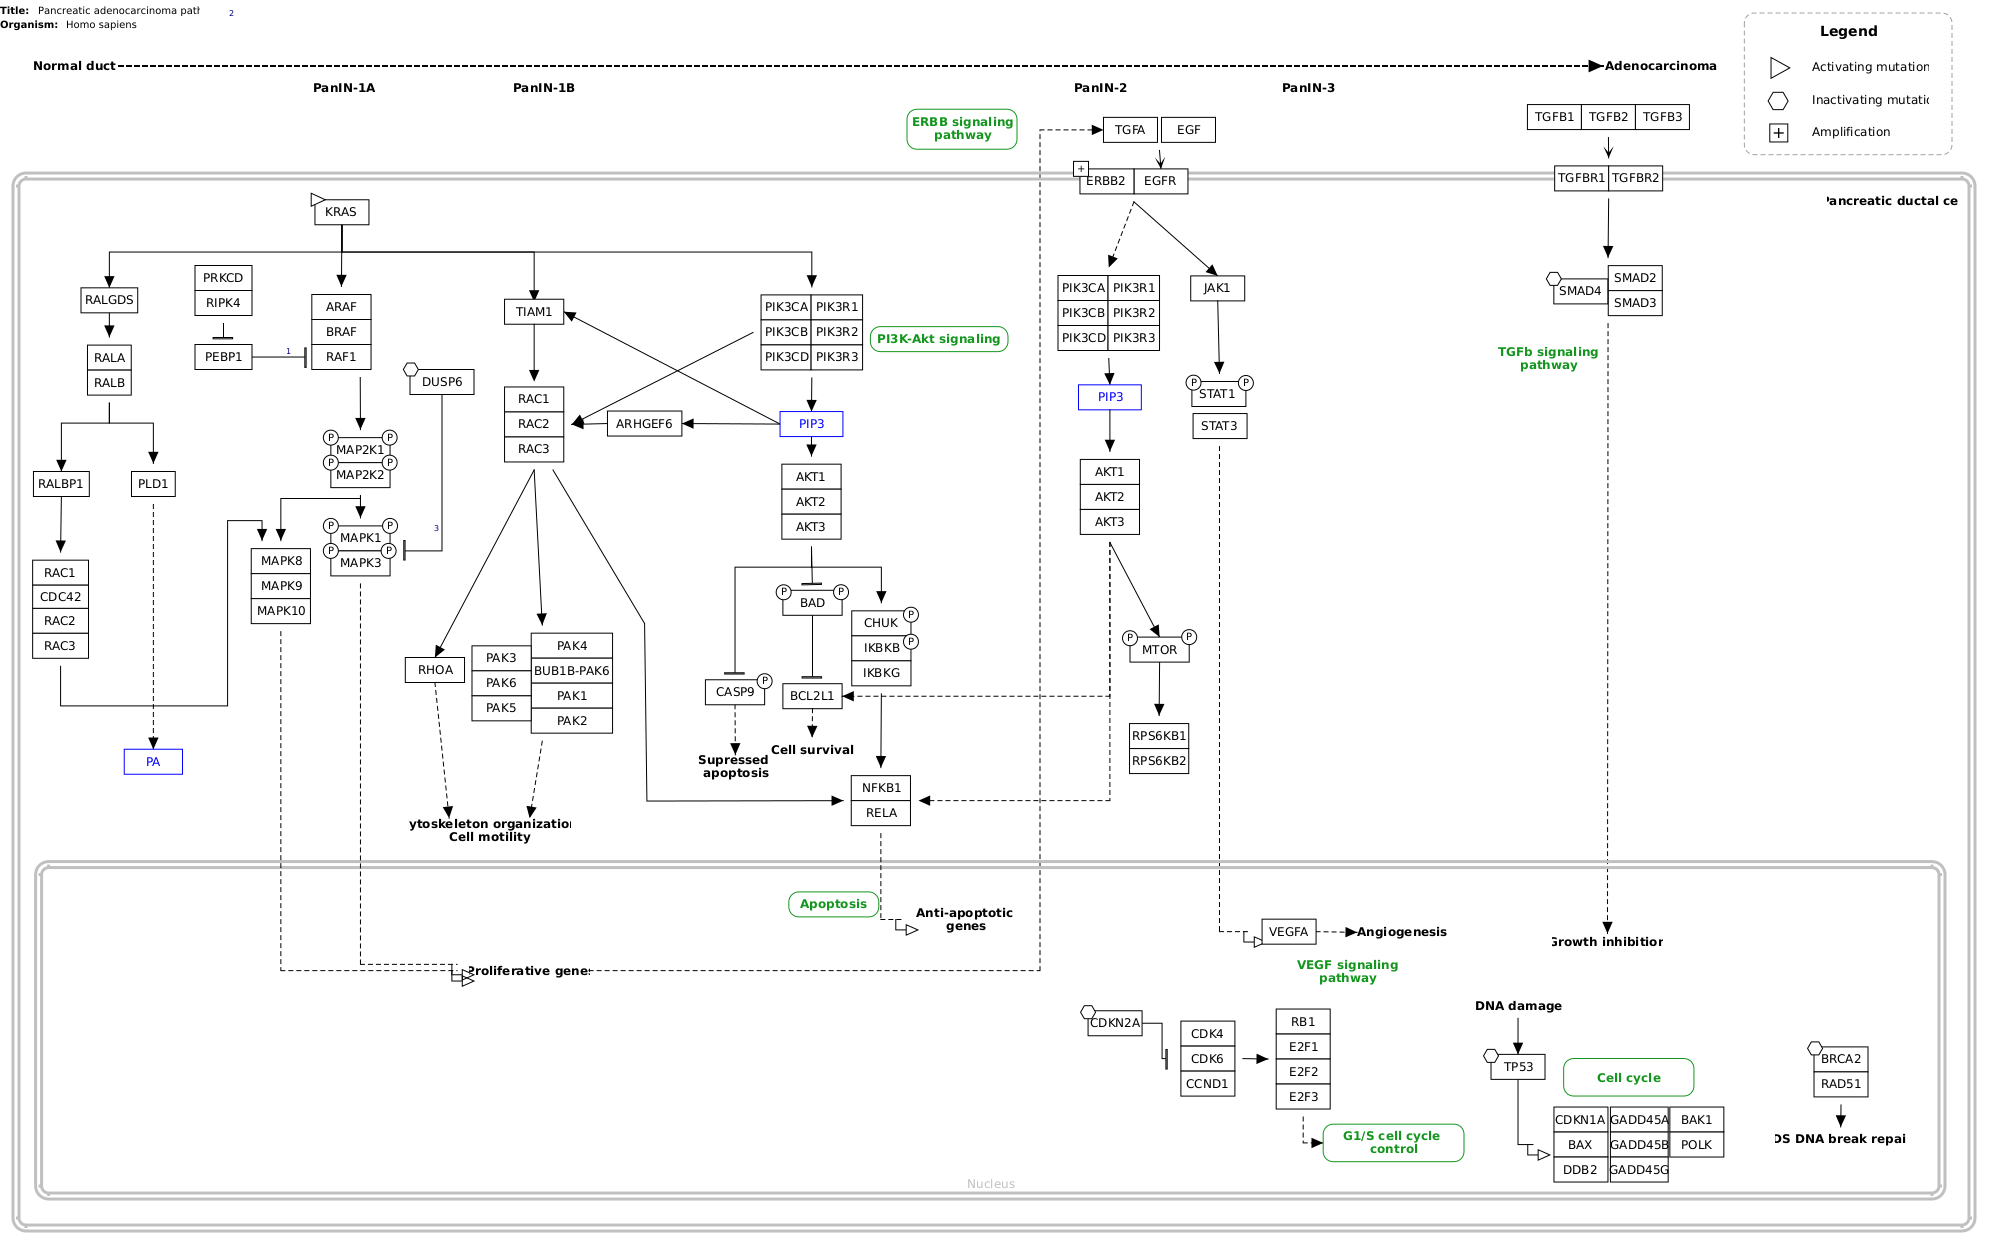 Title: Pancreatic adenocarcinoma path
2
Organism: Homo sapiens
Legend
Activating mutation
Inactivating mutatic
+ Amplification
Normal duct
Adenocarcinoma
PanIN-1A
PanIN-1B
PanIN-2
PanIN-3
ERBB signaling
pathway
TGFA
EGF
TGFB1
TGFB2
TGFB3
+
ERBB2
EGFR
TGFBR1
TGFBR2
Pancreatic ductal ce
KRAS
PRKCD
RIPK4
PEBP1
1
RALGDS
RALA
RALB
RALBP1
PLD1
RAC1
CDC42
RAC2
RAC3
PA
ARAF
BRAF
RAF1
DUSP6
3
P
P
MAP2K1
P
P
MAP2K2
P
P
MAPK1
P
P
MAPK3
MAPK8
MAPK9
MAPK10
TIAM1
RAC1
RAC2
RAC3
ARHGEF6
RHOA
PAK3
PAK6
PAK5
PAK4
BUB1B-PAK6
PAK1
PAK2
ytoskeleton organization
Cell motility
PIK3CA
PIK3R1
PIK3CB
PIK3R2
PIK3CD
PIK3R3
PI3K-Akt signaling
PIP3
AKT1
AKT2
AKT3
P
P
BAD
CHUK
P
IKBKB
P
IKBKG
CASP9
P
BCL2L1
Supressed
apoptosis
Cell survival
NFKB1
RELA
PIK3CA
PIK3R1
PIK3CB
PIK3R2
PIK3CD
PIK3R3
PIP3
AKT1
AKT2
AKT3
P
P
MTOR
RPS6KB1
RPS6KB2
JAK1
P
P
STAT1
STAT3
SMAD4
SMAD2
SMAD3
TGFb signaling
pathway
Apoptosis
Anti-apoptotic
genes
Proliferative genes
VEGFA
Angiogenesis
VEGF signaling
pathway
Growth inhibition
CDKN2A
CDK4
CDK6
CCND1
RB1
E2F1
E2F2
E2F3
G1/S cell cycle
control
DNA damage
TP53
Cell cycle
CDKN1A
GADD45A
BAK1
BAX
GADD45B
POLK
DDB2
GADD45G
BRCA2
RAD51
DS DNA break repai
Nucleus